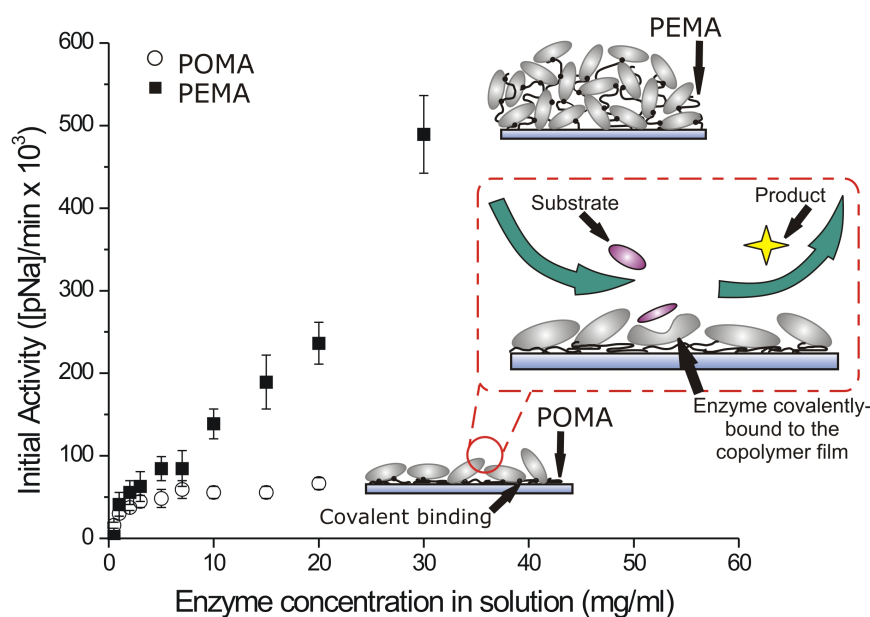 600
500
400
300
200
100
0
Initial Activity ([pNa]/min x 10³)
POMA
PEMA
PEMA
Substrate
Product
Enzyme covalently-
bound to the
copolymer film
POMA
Covalent binding
0 10 20 30 40 50 60
Enzyme concentration in solution (mg/ml)